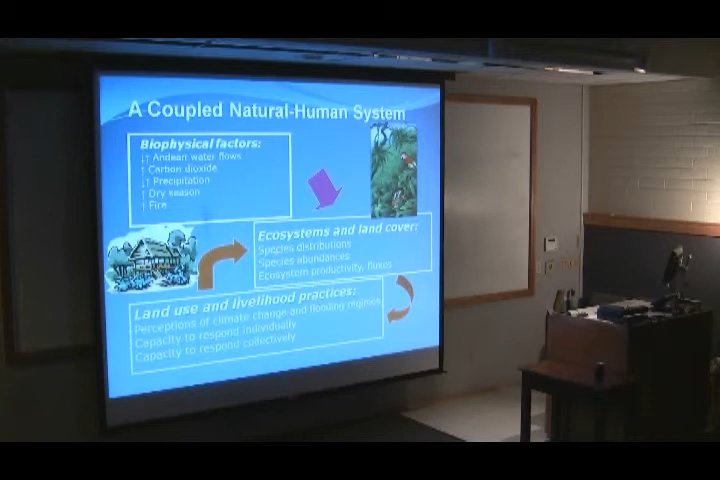 A Coupled Natural-Human System
Biophysical factors:
↓↑ Andean water flows
↑ Carbon dioxide
↓↑ Precipitation
↑ Dry season
↑ Fire
Ecosystems and land cover:
Species distributions
Species abundances
Ecosystem productivity, fluxes
Land use and livelihood practices:
Perceptions of climate change and flooding regimes
Capacity to respond individually
Capacity to respond collectively